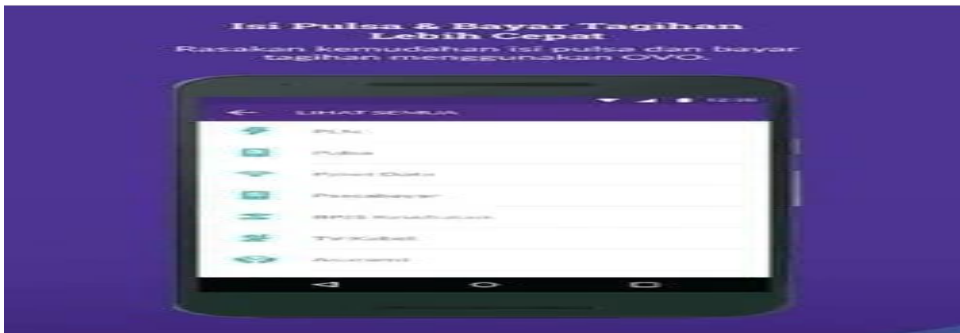 Isi Pulsa & Bayar Tagihan
Lebih Cepat
Rasakan kemudahan isi pulsa dan bayar
tagihan menggunakan OVO.
LIHAT SEMUA
PLN
Pulsa
Paket Data
Pascabayar
BPJS Kesehatan
TV Kabel
Asuransi